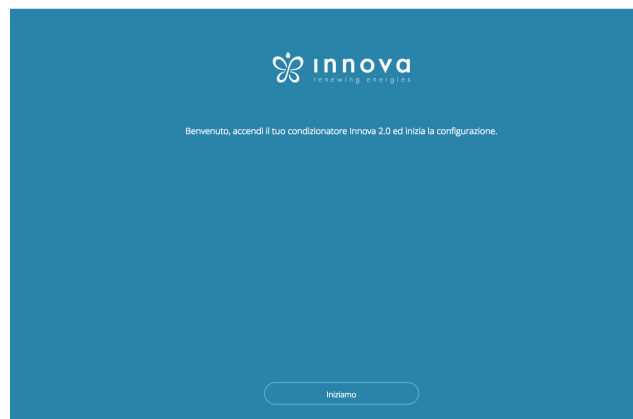 innova
renewing energies
Benvenuto, accendi il tuo condizionatore Innova 2.0 ed inizia la configurazione.
Iniziamo